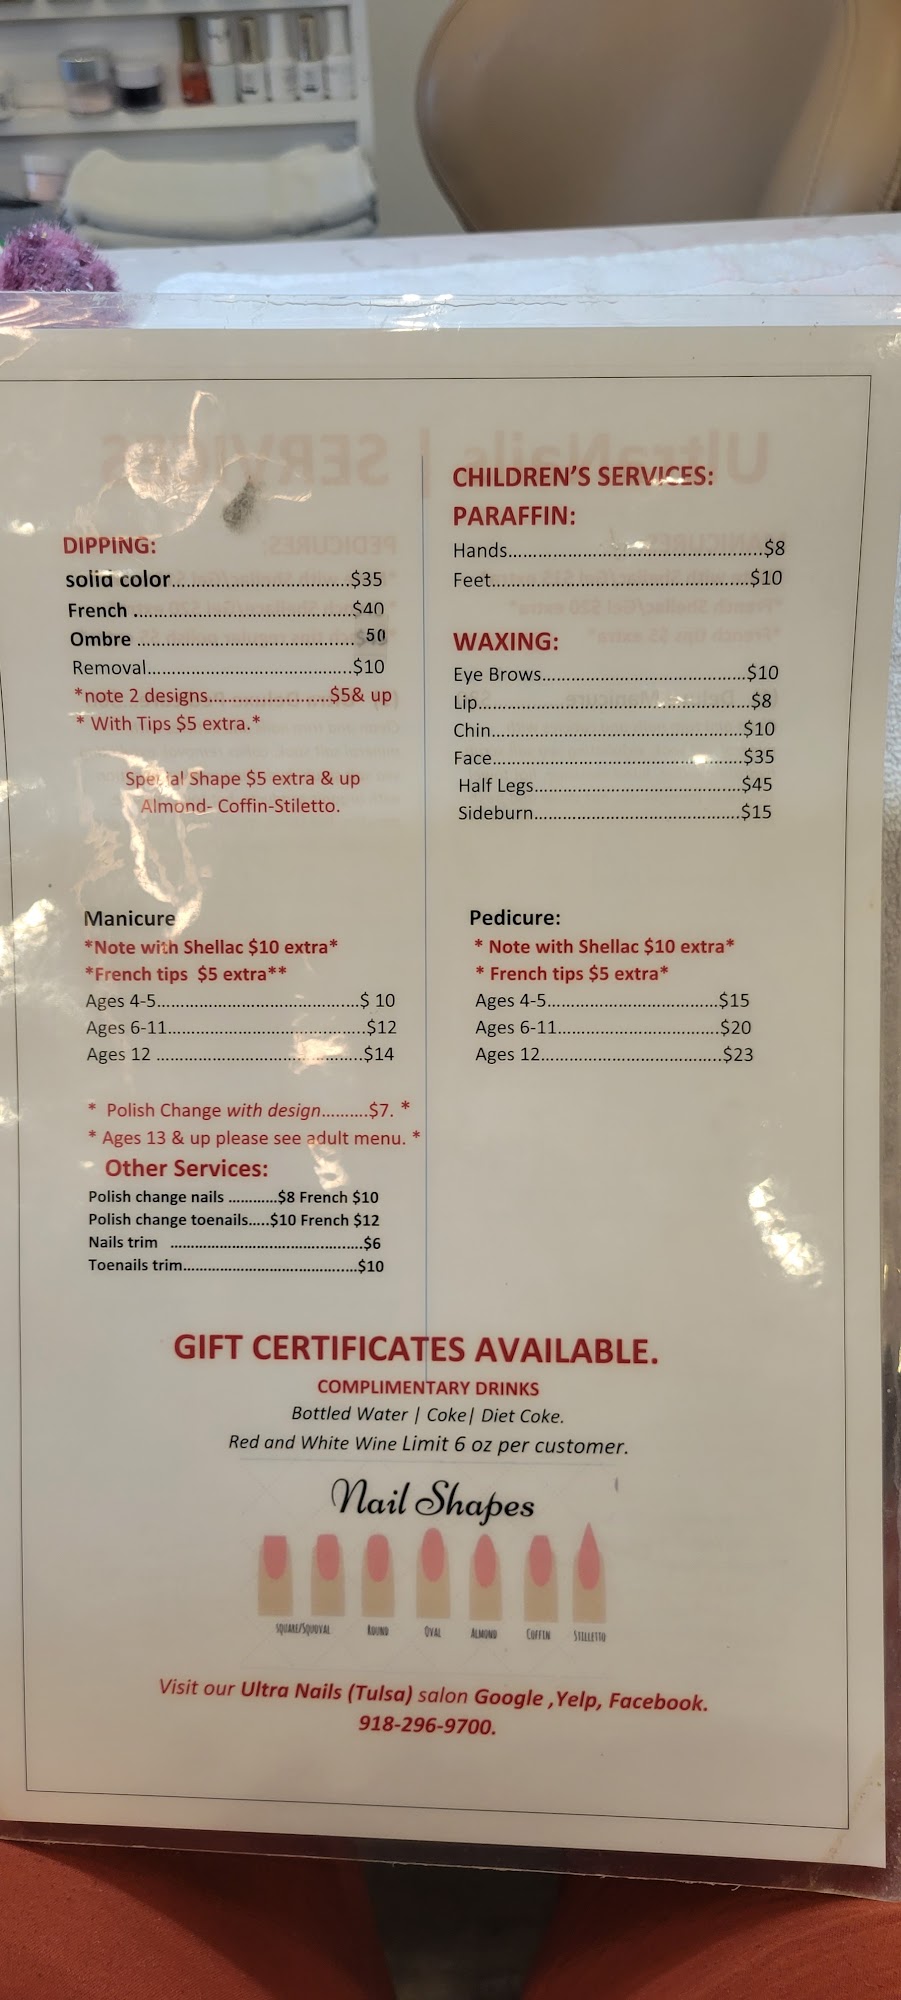 DIPPING:
solid color..................$35
French ..................$40
Ombre ..................50
Removal..................$10
*note 2 designs..................$5& up
* With Tips $5 extra.*
Special Shape $5 extra & up
Almond- Coffin-Stiletto.
CHILDREN'S SERVICES:
PARAFFIN:
Hands..................$8
Feet..................$10
WAXING:
Eye Brows..................$10
Lip..................$8
Chin..................$10
Face..................$35
Half Legs..................$45
Sideburn..................$15
Manicure
*Note with Shellac $10 extra*
*French tips $5 extra**
Ages 4-5..................$ 10
Ages 6-11..................$12
Ages 12 ..................$14
* Polish Change with design..........$7. *
* Ages 13 & up please see adult menu. *
Pedicure:
* Note with Shellac $10 extra*
* French tips $5 extra*
Ages 4-5..................$15
Ages 6-11..................$20
Ages 12..................$23
Other Services:
Polish change nails ............$8 French $10
Polish change toenails.....$10 French $12
Nails trim ..................$6
Toenails trim..................$10
GIFT CERTIFICATES AVAILABLE.
COMPLIMENTARY DRINKS
Bottled Water | Coke| Diet Coke.
Red and White Wine Limit 6 oz per customer.
Nail Shapes
SQUARE/SQUOVAL ROUND OVAL ALMOND COFFIN STILLETTO
Visit our Ultra Nails (Tulsa) salon Google ,Yelp, Facebook.
918-296-9700.